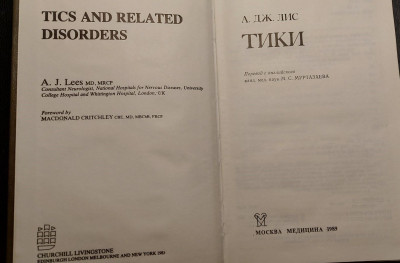 TICS AND RELATED
DISORDERS
A. J. Lees MD, MRCP
Consultant Neurologist, National Hospitals for Nervous Diseases, University
College Hospital and Whittington Hospital, London, UK
Foreword by
MACDONALD CRITCHLEY CBE, MD, FRCP
CHURCHILL LIVINGSTONE
EDINBURGH LONDON MELBOURNE AND NEW YORK 1985
А. ДЖ. ЛИС
ТИКИ
Перевод с английского
канд. мед. наук М. С. МУРТАЗАЕВА
МОСКВА МЕДИЦИНА 1989